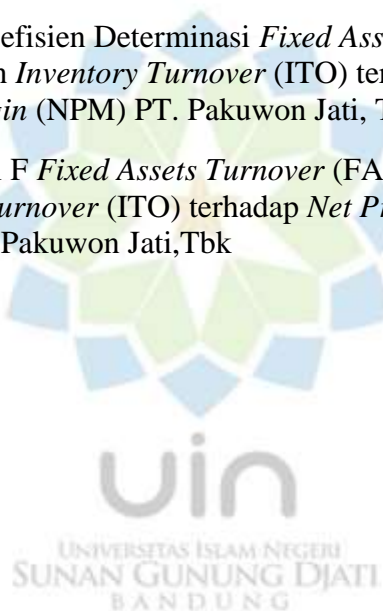 efisien Determinasi Fixed Ass
Inventory Turnover (ITO) ter
(NPM) PT. Pakuwon Jati, T
F Fixed Assets Turnover (FA
urnover (ITO) terhadap Net Pr
Pakuwon Jati,Tbk
uin
UNIVERSITAS ISLAM NEGERI
SUNAN GUNUNG DJATI
BANDUNG